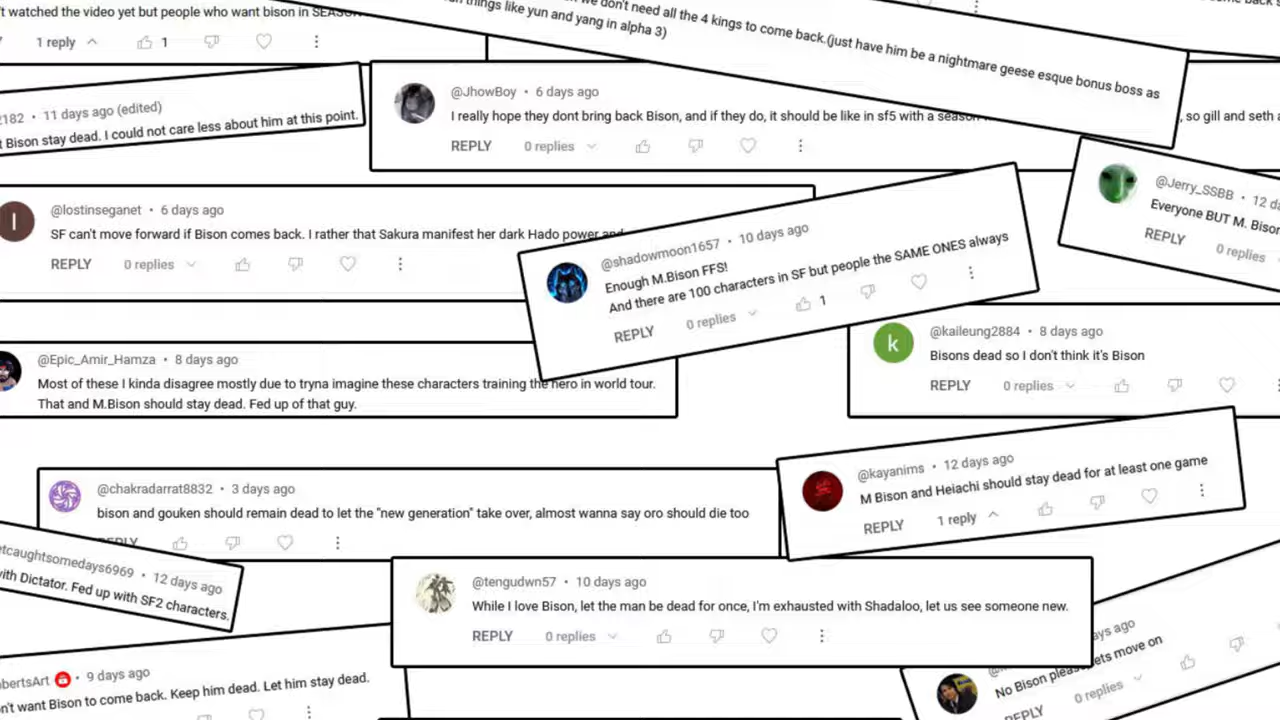 't watched the video yet but people who want bison in SEASON
1 reply
1
we don't need all the 4 kings to come back.(just have him be a nightmare geese esque bonus boss as
things like yun and yang in alpha 3)
2182 • 11 days ago (edited)
t Bison stay dead. I could not care less about him at this point.
@JhowBoy • 6 days ago
I really hope they dont bring back Bison, and if they do, it should be like in sf5 with a season
REPLY 0 replies
, so gill and seth a
@Jerry_SSBB • 12 d
Everyone BUT M. Bison
REPLY 0 replies
@lostinseganet • 6 days ago
SF can't move forward if Bison comes back. I rather that Sakura manifest her dark Hado power and
REPLY 0 replies
@shadowmoon1657 • 10 days ago
Enough M.Bison FFS!
And there are 100 characters in SF but people the SAME ONES always
REPLY 0 replies 1
@kaileung2884 • 8 days ago
Bisons dead so I don't think it's Bison
REPLY 0 replies
@Epic_Amir_Hamza • 8 days ago
Most of these I kinda disagree mostly due to tryna imagine these characters training the hero in world tour.
That and M.Bison should stay dead. Fed up of that guy.
@kayanims • 12 days ago
M Bison and Heiachi should stay dead for at least one game
REPLY 1 reply
@chakradarrat8832 • 3 days ago
bison and gouken should remain dead to let the "new generation" take over, almost wanna say oro should die too
REPLY
etcaughtsomedays6969 • 12 days ago
with Dictator. Fed up with SF2 characters.
@tengudwn57 • 10 days ago
While I love Bison, let the man be dead for once, I'm exhausted with Shadaloo, let us see someone new.
REPLY 0 replies
bertsArt • 9 days ago
n't want Bison to come back. Keep him dead. Let him stay dead.
ays ago
No Bison please lets move on
REPLY 0 replies